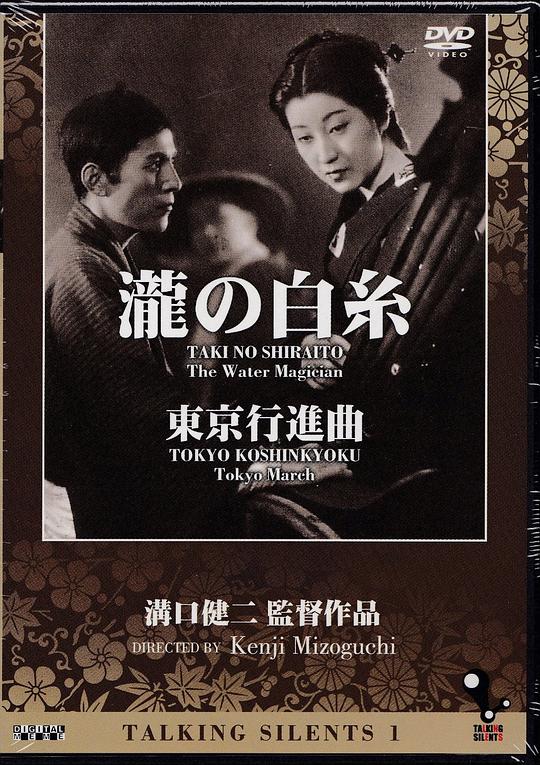 DVD
VIDEO
瀧の白糸
TAKI NO SHIRAITO
The Water Magician
東京行進曲
TOKYO KOSHINKYOKU
Tokyo March
溝口健二 監督作品
DIRECTED BY Kenji Mizoguchi
DIGITAL
MEME
TALKING SILENTS 1
TALKING
SILENTS